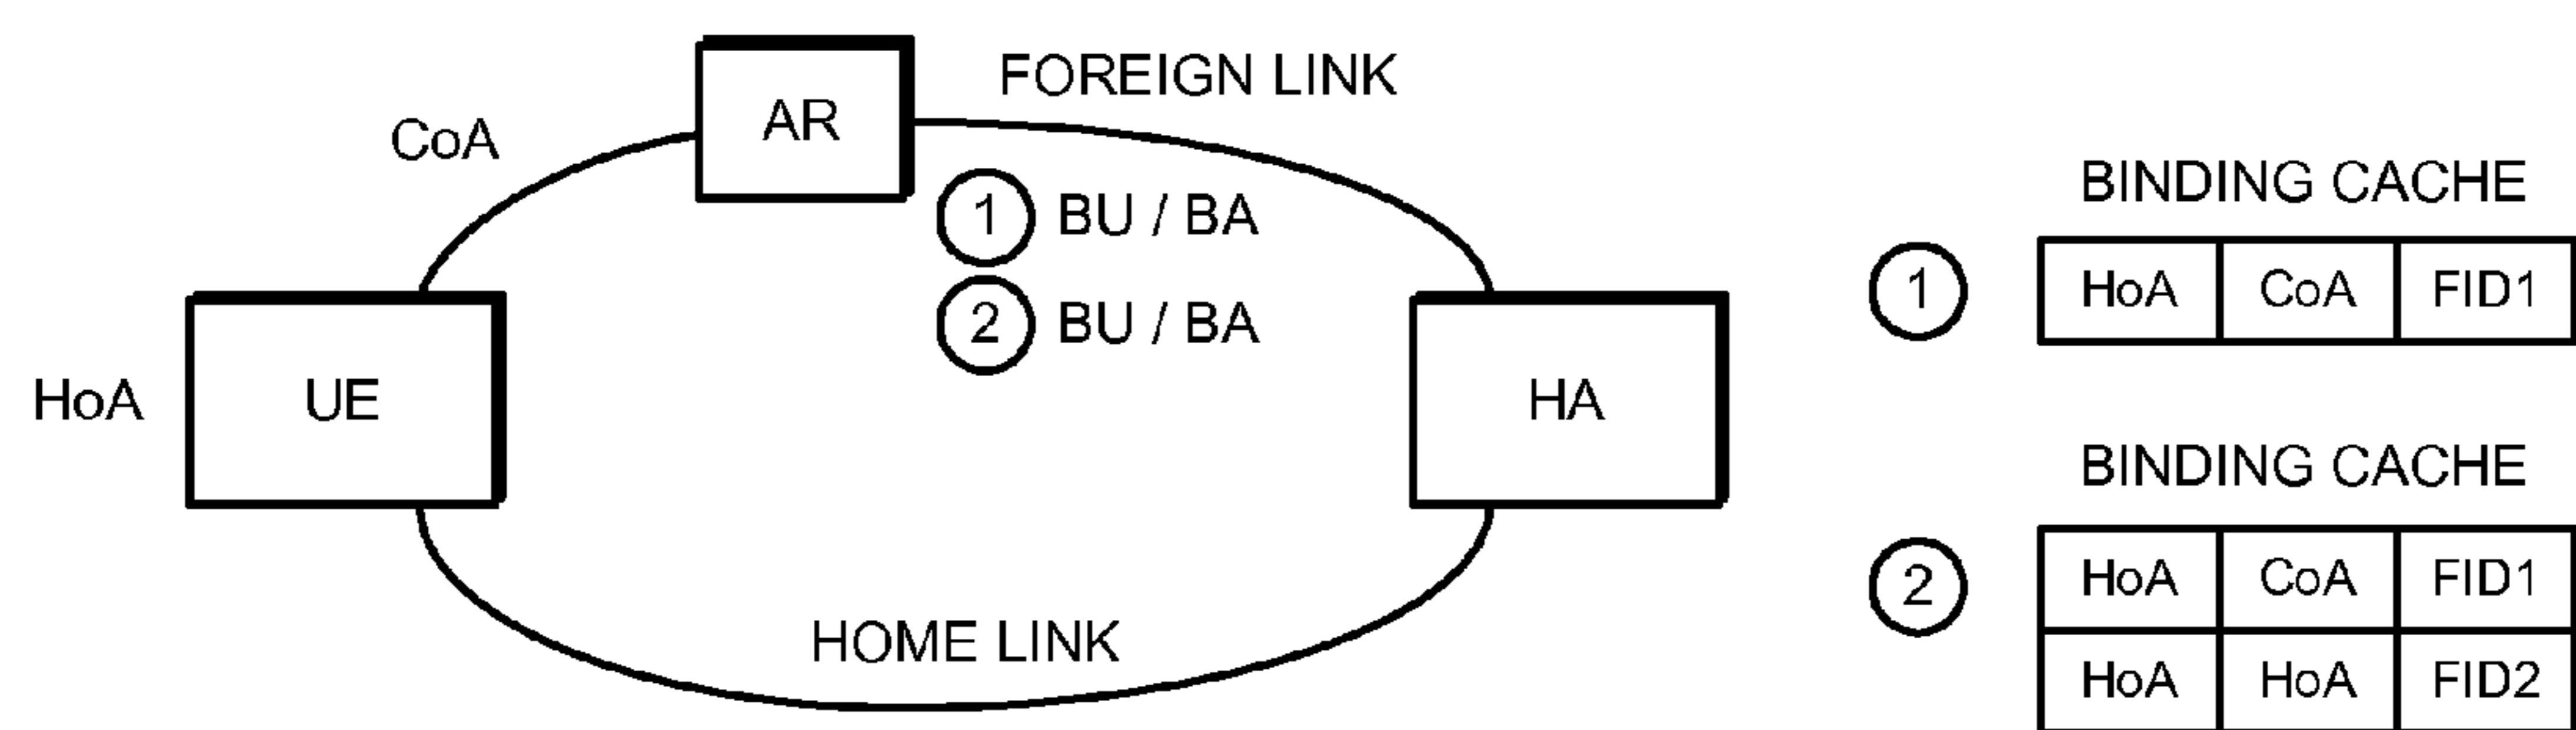 AR
FOREIGN LINK
CoA
1 BU / BA
2 BU / BA
HoA
UE
HA
HOME LINK
BINDING CACHE
1 HoA CoA FID1
BINDING CACHE
2 HoA CoA FID1
HoA HoA FID2